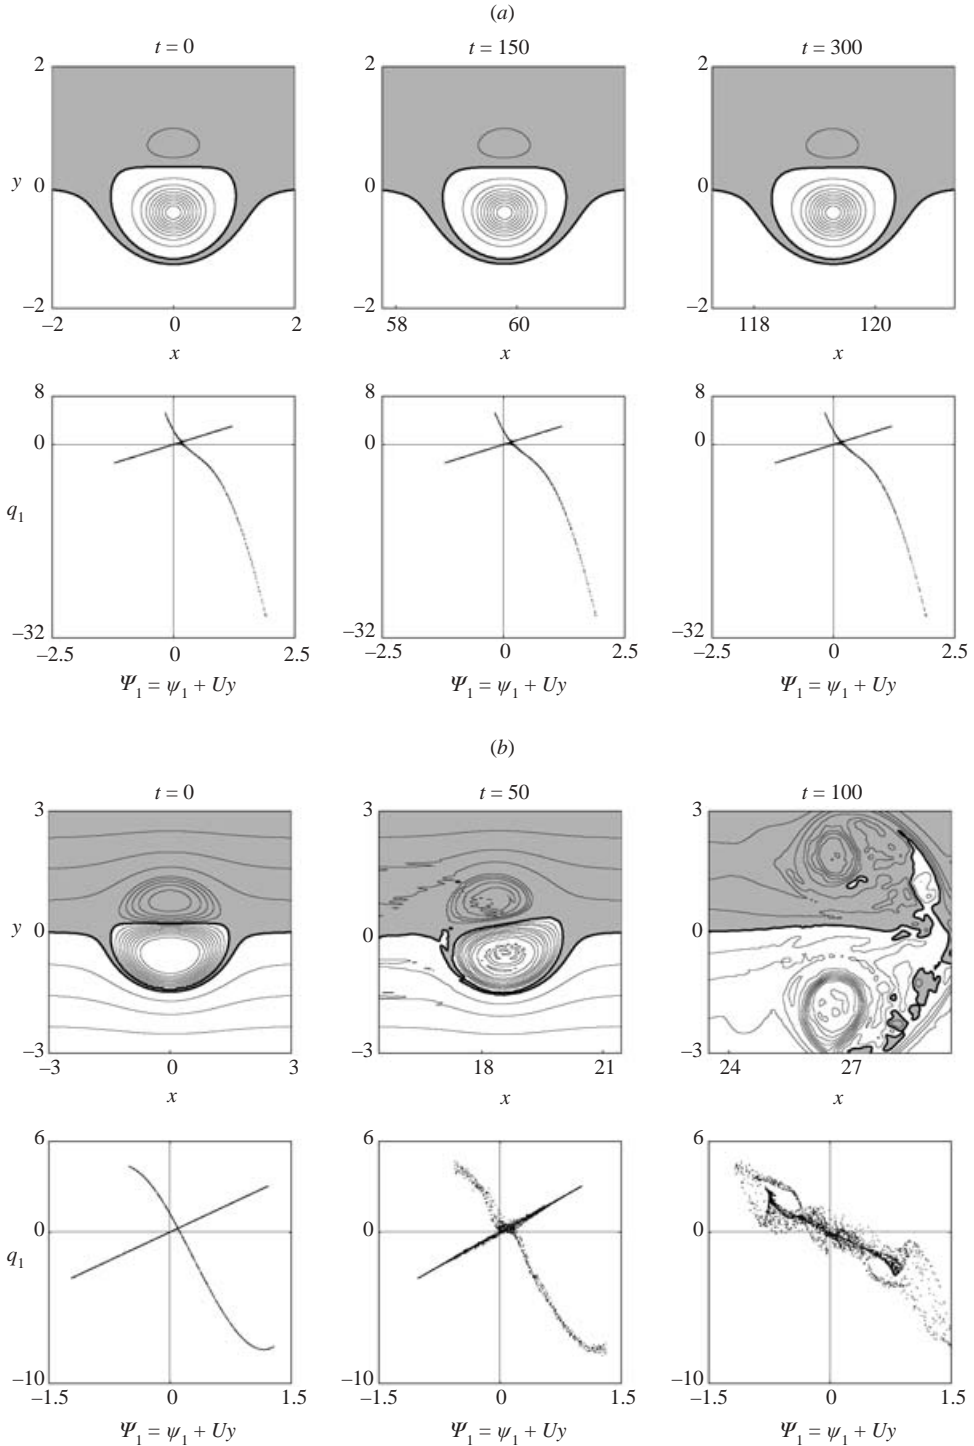 (a)
t = 0 t = 150 t = 300
2 2 2
y 0 0 0
–2 –2 –2
–2 0 2 58 60 118 120
x x x
8 8 8
0 0 0
q1
–32 –32 –32
–2.5 0 2.5 –2.5 0 2.5 –2.5 0 2.5
Ψ1 = ψ1 + Uy Ψ1 = ψ1 + Uy Ψ1 = ψ1 + Uy
(b)
t = 0 t = 50 t = 100
3 3 3
y 0 0 0
–3 –3 –3
–3 0 3 18 21 24 27
x x x
6 6 6
0 0 0
q1
–10 –10 –10
–1.5 0 1.5 –1.5 0 1.5 –1.5 0 1.5
Ψ1 = ψ1 + Uy Ψ1 = ψ1 + Uy Ψ1 = ψ1 + Uy